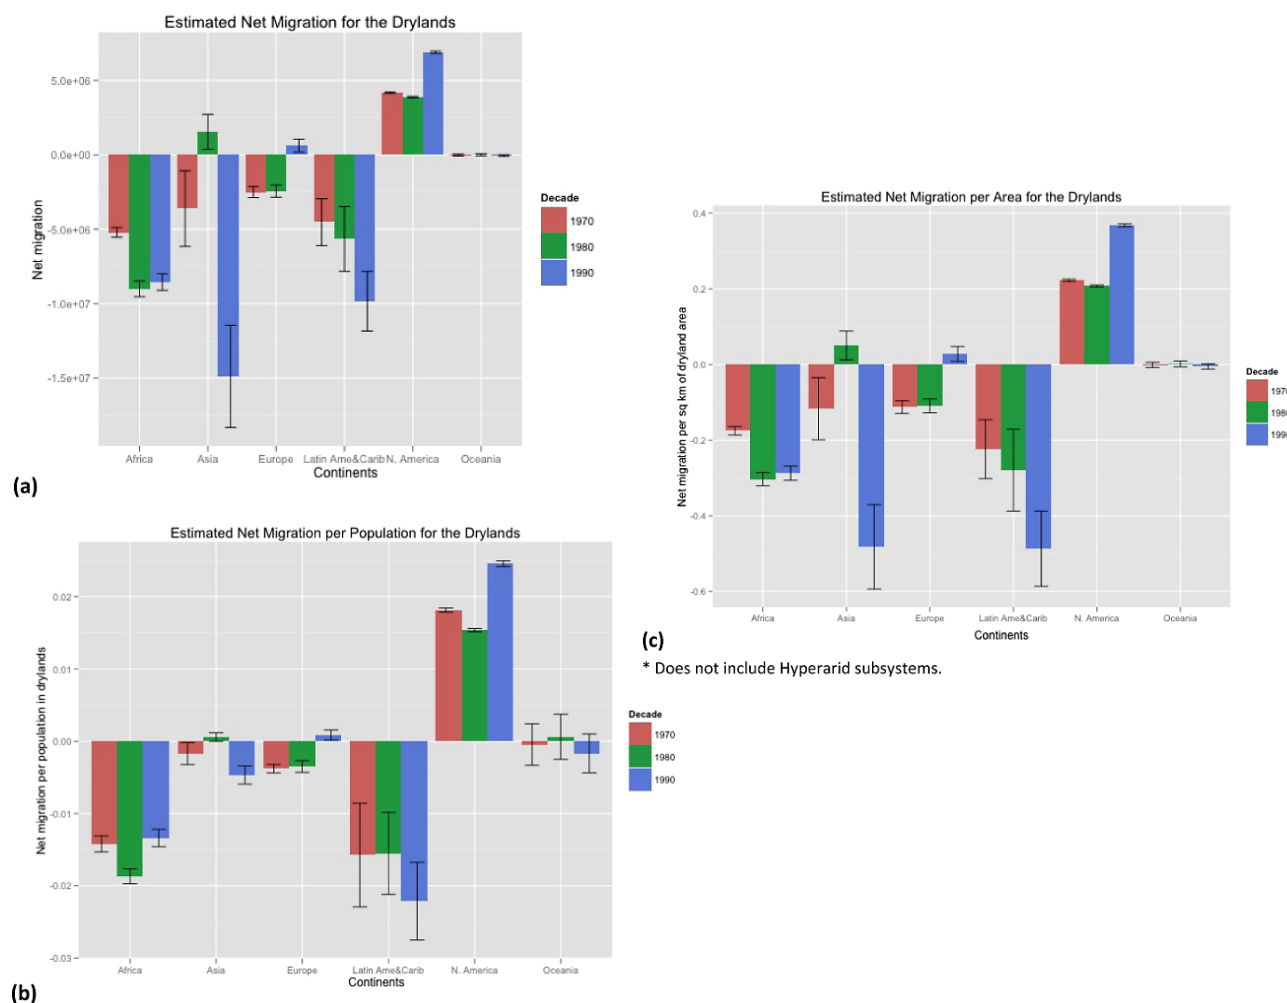 Estimated Net Migration for the Drylands
Net migration
5.0e+06
0.0e+00
-5.0e+06
-1.0e+07
-1.5e+07
Africa Asia Europe Latin Ame&Carib N. America Oceania
Continents
Decade
1970
1980
1990
(a)
Estimated Net Migration per Population for the Drylands
Net migration per population in drylands
0.02
0.01
0.00
-0.01
-0.02
-0.03
Africa Asia Europe Latin Ame&Carib N. America Oceania
Continents
Decade
1970
1980
1990
(b)
Estimated Net Migration per Area for the Drylands
Net migration per sq km of dryland area
0.4
0.2
0.0
-0.2
-0.4
-0.6
Africa Asia Europe Latin Ame&Carib N. America Oceania
Continents
Decade
1970
1980
1990
(c)
* Does not include Hyperarid subsystems.